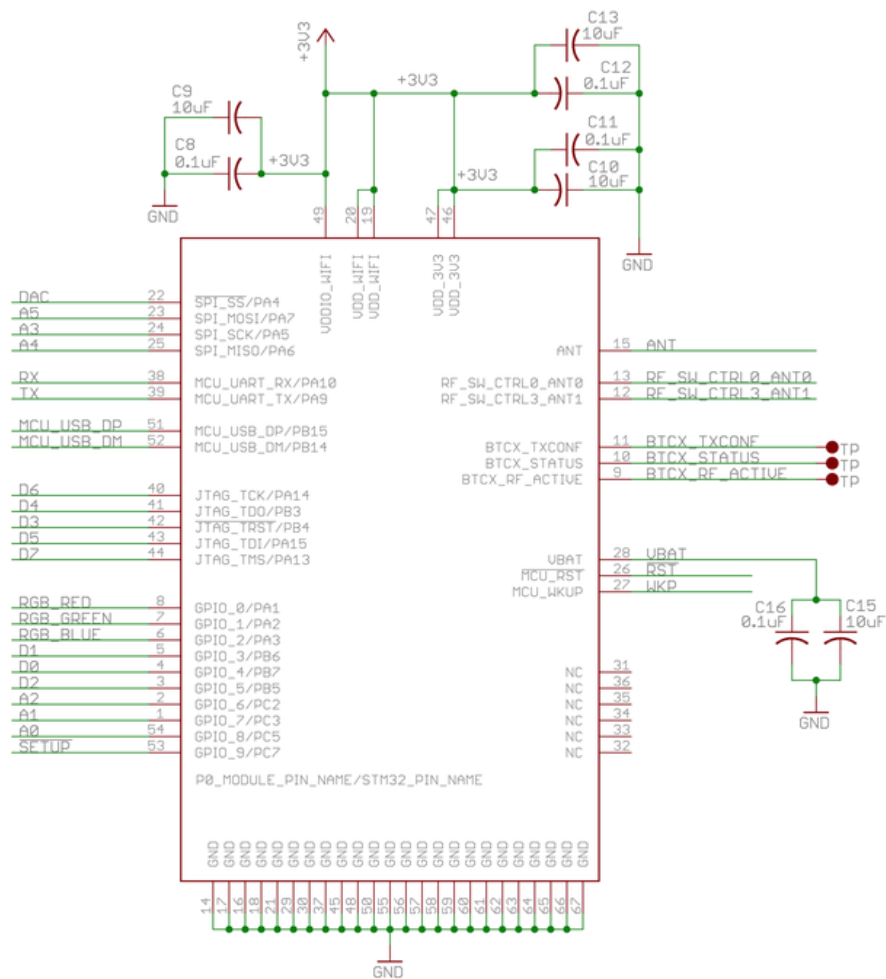 +3V3
C13
10uF
+3V3
C12
0.1uF
C9
10uF
C11
0.1uF
C8
0.1uF
+3V3
+3V3
C10
10uF
GND
GND
49 20 19 47 46
VDDIO_WIFI VDD_WIFI VDD_WIFI VDD_3V3 VDD_3V3
DAC 22 SPI_SS/PA4
A5 23 SPI_MOSI/PA7
A3 24 SPI_SCK/PA5
A4 25 SPI_MISO/PA6
ANT 15 ANT
RX 38 MCU_UART_RX/PA10
RF_SW_CTRL0_ANT0 13 RF_SW_CTRL0_ANT0
TX 39 MCU_UART_TX/PA9
RF_SW_CTRL3_ANT1 12 RF_SW_CTRL3_ANT1
MCU_USB_DP 51 MCU_USB_DP/PB15
MCU_USB_DM 52 MCU_USB_DM/PB14
BTCX_TXCONF 11 BTCX_TXCONF TP
BTCX_STATUS 10 BTCX_STATUS TP
BTCX_RF_ACTIVE 9 BTCX_RF_ACTIVE TP
D6 40 JTAG_TCK/PA14
D4 41 JTAG_TDO/PB3
D3 42 JTAG_TRST/PB4
D5 43 JTAG_TDI/PA15
D7 44 JTAG_TMS/PA13
VBAT 28 VBAT
MCU_RST 26 RST
MCU_WKUP 27 WKP
RGB_RED 8 GPIO_0/PA1
RGB_GREEN 7 GPIO_1/PA2
RGB_BLUE 6 GPIO_2/PA3
D1 5 GPIO_3/PB6
D0 4 GPIO_4/PB7
D2 3 GPIO_5/PB5
A2 2 GPIO_6/PC2
A1 1 GPIO_7/PC3
A0 54 GPIO_8/PC5
SETUP 53 GPIO_9/PC7
C16
0.1uF
C15
10uF
NC 31
NC 36
NC 35
NC 34
NC 33
NC 32
GND
P0_MODULE_PIN_NAME/STM32_PIN_NAME
GND GND GND GND GND GND GND GND GND GND GND GND GND GND GND GND GND GND GND GND GND GND GND GND
14 17 16 18 21 29 30 37 45 48 50 55 56 57 58 59 60 61 62 63 64 65 66 67
GND